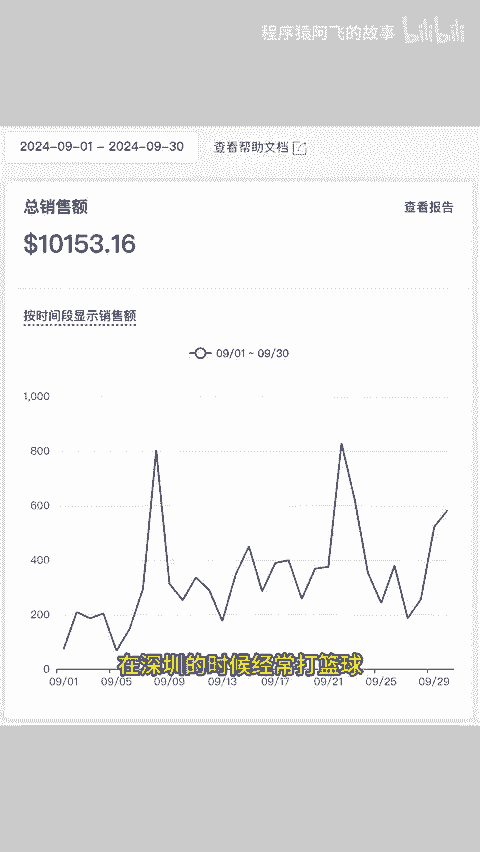 程序猿阿飞的故事 bilibili
2024-09-01 - 2024-09-30 查看帮助文档
总销售额 查看报告
$10153.16
按时间段显示销售额
09/01 ~ 09/30
1,000
800
600
400
200
0
在深圳的时候经常打篮球
09/01 09/05 09/09 09/13 09/17 09/21 09/25 09/29